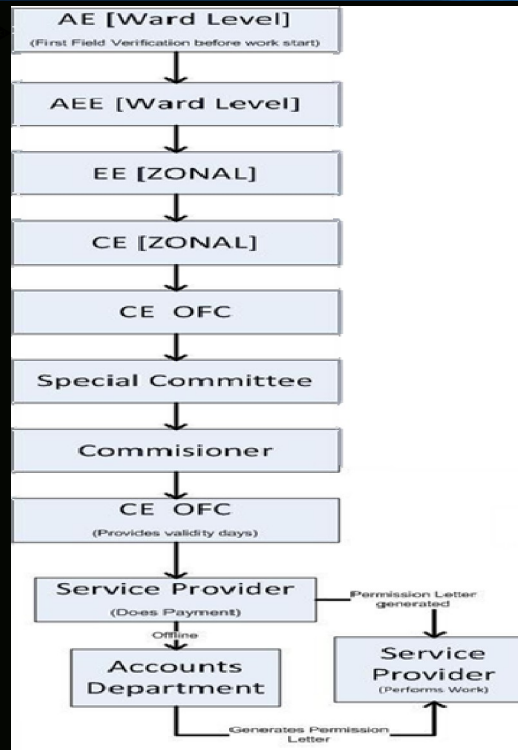 AE [Ward Level]
(First Field Verification before work start)
AEE [Ward Level]
EE [ZONAL]
CE [ZONAL]
CE OFC
Special Committee
Commisioner
CE OFC
(Provides validity days)
Service Provider
(Does Payment)
Permission Letter
generated
Offline
Accounts
Department
Service
Provider
(Performs Work)
Generates Permission
Letter